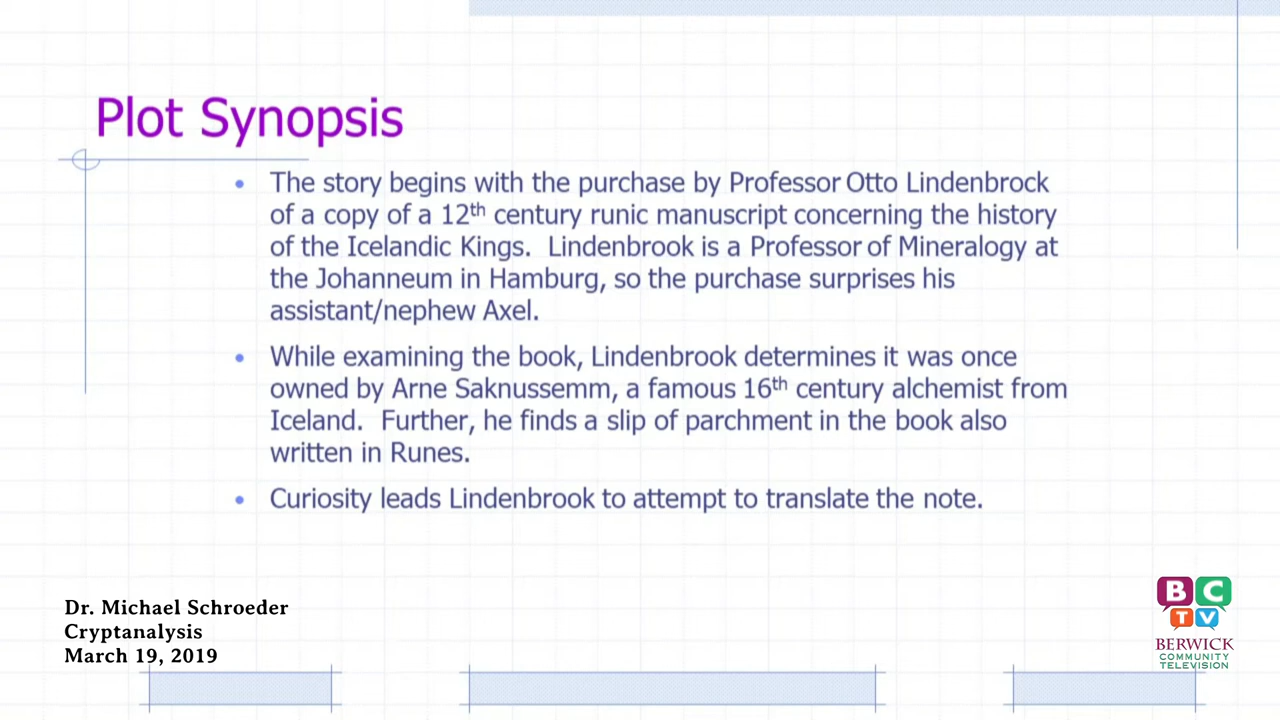 Plot Synopsis
• The story begins with the purchase by Professor Otto Lindenbrock
of a copy of a 12th century runic manuscript concerning the history
of the Icelandic Kings. Lindenbrook is a Professor of Mineralogy at
the Johanneum in Hamburg, so the purchase surprises his
assistant/nephew Axel.
• While examining the book, Lindenbrook determines it was once
owned by Arne Saknussemm, a famous 16th century alchemist from
Iceland. Further, he finds a slip of parchment in the book also
written in Runes.
• Curiosity leads Lindenbrook to attempt to translate the note.
Dr. Michael Schroeder
Cryptanalysis
March 19, 2019
BC
TV
BERWICK
COMMUNITY
TELEVISION